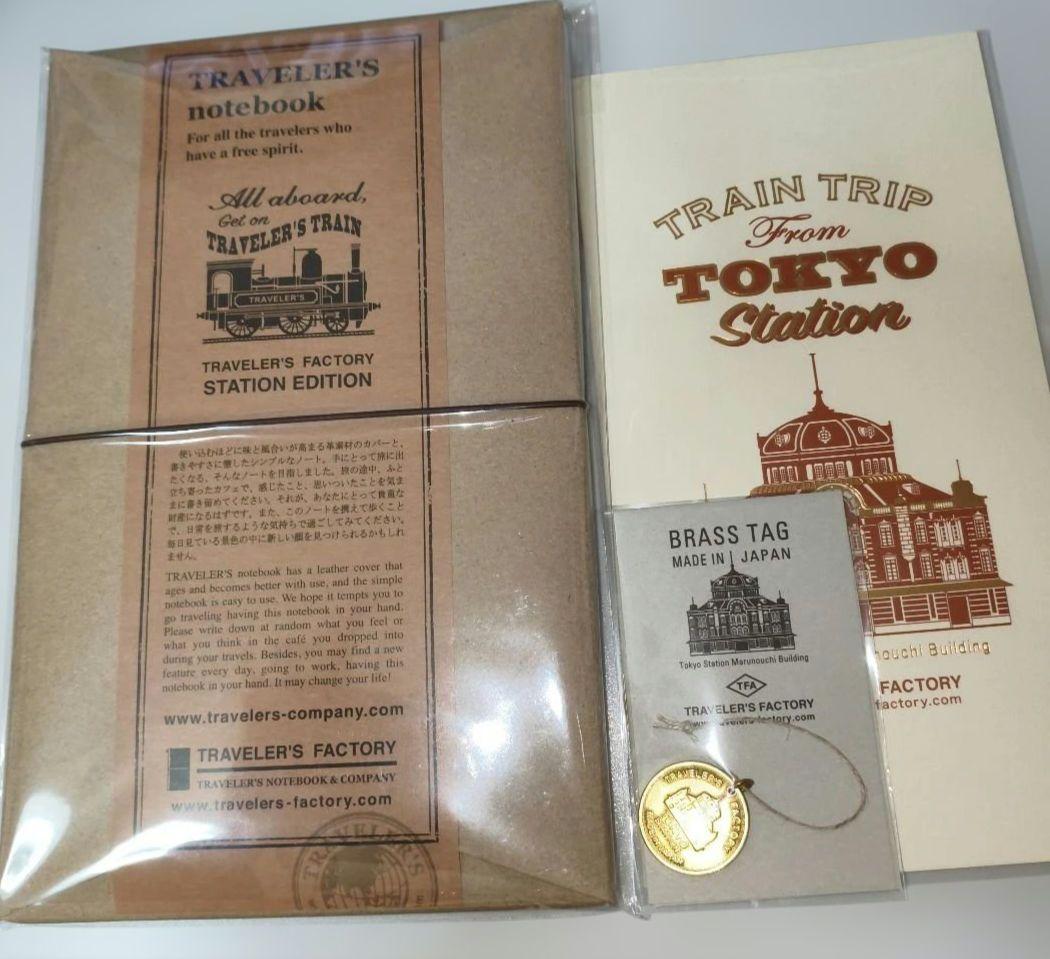 TRAVELER'S
notebook
For all the travelers who
have a free spirit.
All aboard,
Get on
TRAVELER'S TRAIN
TRAVELER'S
TRAVELER'S FACTORY
STATION EDITION
使い込むほどに味と風合いが高まる革素材のカバーと、
書きやすさに徹したシンプルなノート。手にとって旅に出
たくなる、そんなノートを目指しました。旅の途中、ふと
立ち寄ったカフェで、感じたこと、思いついたことを気ま
まに書き留めてください。それが、あなたにとって貴重な
財産になるはずです。また、このノートを携えて歩くこと
で、日常を旅するような気持ちで過ごしてみてください。
毎日見ている景色の中に新しい顔を見つけられるかもしれ
ません。
TRAVELER'S notebook has a leather cover that
ages and becomes better with use, and the simple
notebook is easy to use. We hope it tempts you to
go traveling having this notebook in your hand.
Please write down at random what you feel or
what you think in the café you dropped into
during your travels. Besides, you may find a new
feature every day, going to work, having this
notebook in your hand. It may change your life!
www.travelers-company.com
TRAVELER'S FACTORY
TRAVELER'S NOTEBOOK & COMPANY
www.travelers-factory.com
TRAVELER'S
TRAIN TRIP
From
TOKYO
Station
nouchi Building
FACTORY
factory.com
BRASS TAG
MADE IN JAPAN
Tokyo Station Marunouchi Building
TFA
TRAVELER'S FACTORY
www.travelers-factory.com
TRAVELER'S FACTORY